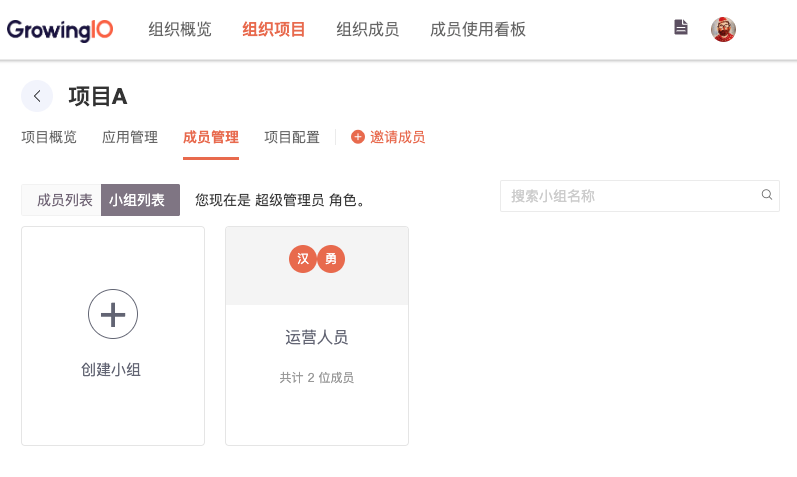 GrowingIO 组织概览 组织项目 组织成员 成员使用看板
项目A
项目概览 应用管理 成员管理 项目配置 邀请成员
成员列表 小组列表 您现在是 超级管理员 角色。 搜索小组名称
汉 勇
运营人员
共计 2 位成员
创建小组